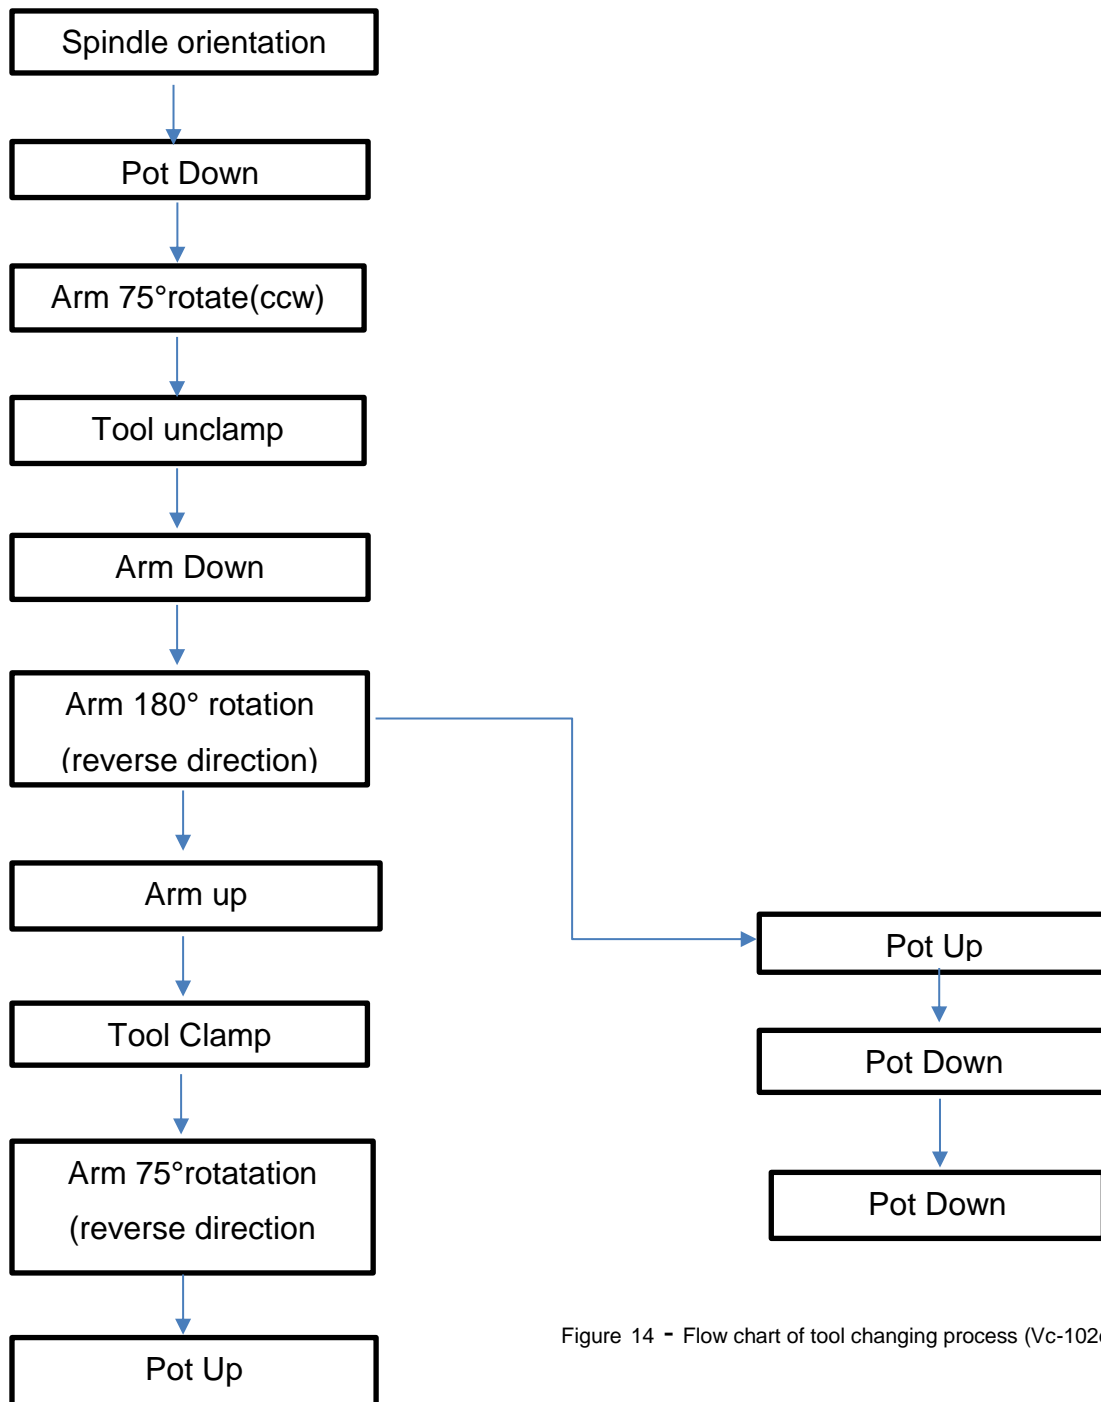 Spindle orientation
Pot Down
Arm 75°rotate(ccw)
Tool unclamp
Arm Down
Arm 180° rotation
(reverse direction)
Arm up
Tool Clamp
Arm 75°rotatation
(reverse direction
Pot Up
Pot Up
Pot Down
Pot Down
Figure 14 - Flow chart of tool changing process (Vc-102